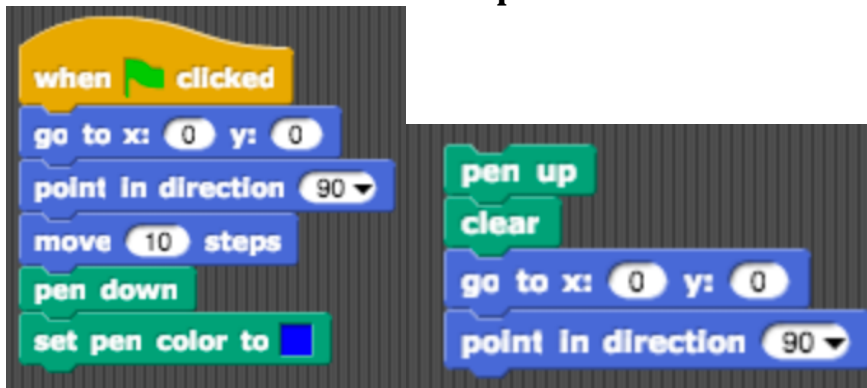 when clicked
go to x: 0 y: 0
point in direction 90
move 10 steps
pen down
set pen color to
pen up
clear
go to x: 0 y: 0
point in direction 90